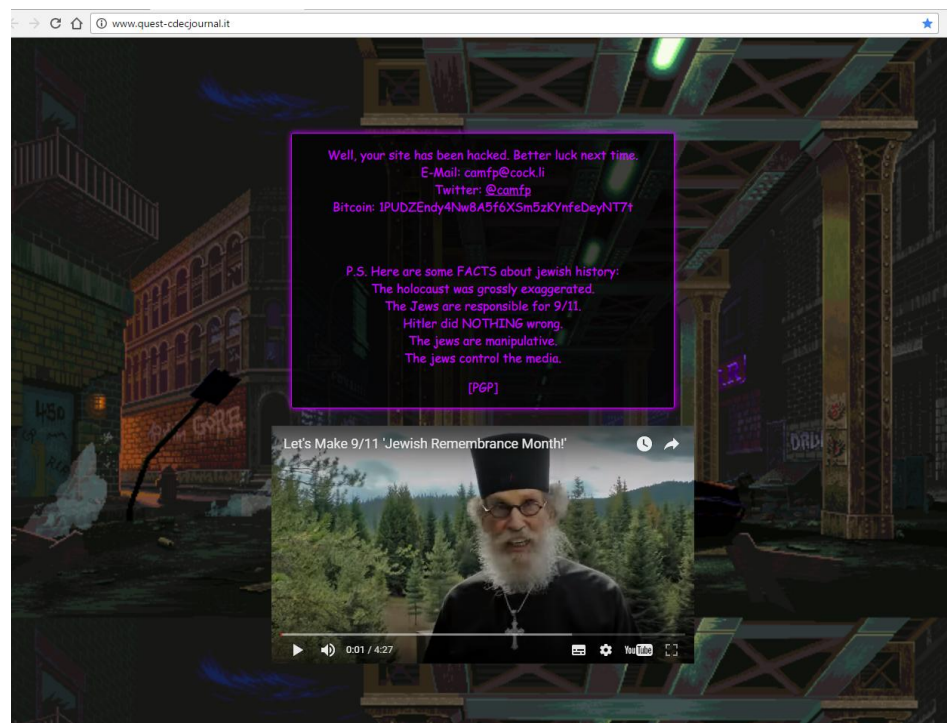 www.quest-cdecjournal.it
Well, your site has been hacked. Better luck next time.
E-Mail: camfp@cock.li
Twitter: @camfp
Bitcoin: 1PUDZEndy4Nw8A5f6XSm5zKYnfeDeyNT7t
P.S. Here are some FACTS about jewish history:
The holocaust was grossly exaggerated.
The Jews are responsible for 9/11.
Hitler did NOTHING wrong.
The jews are manipulative.
The jews control the media.
[PGP]
450
Let's Make 9/11 'Jewish Remembrance Month!'
0:01 / 4:27
YouTube